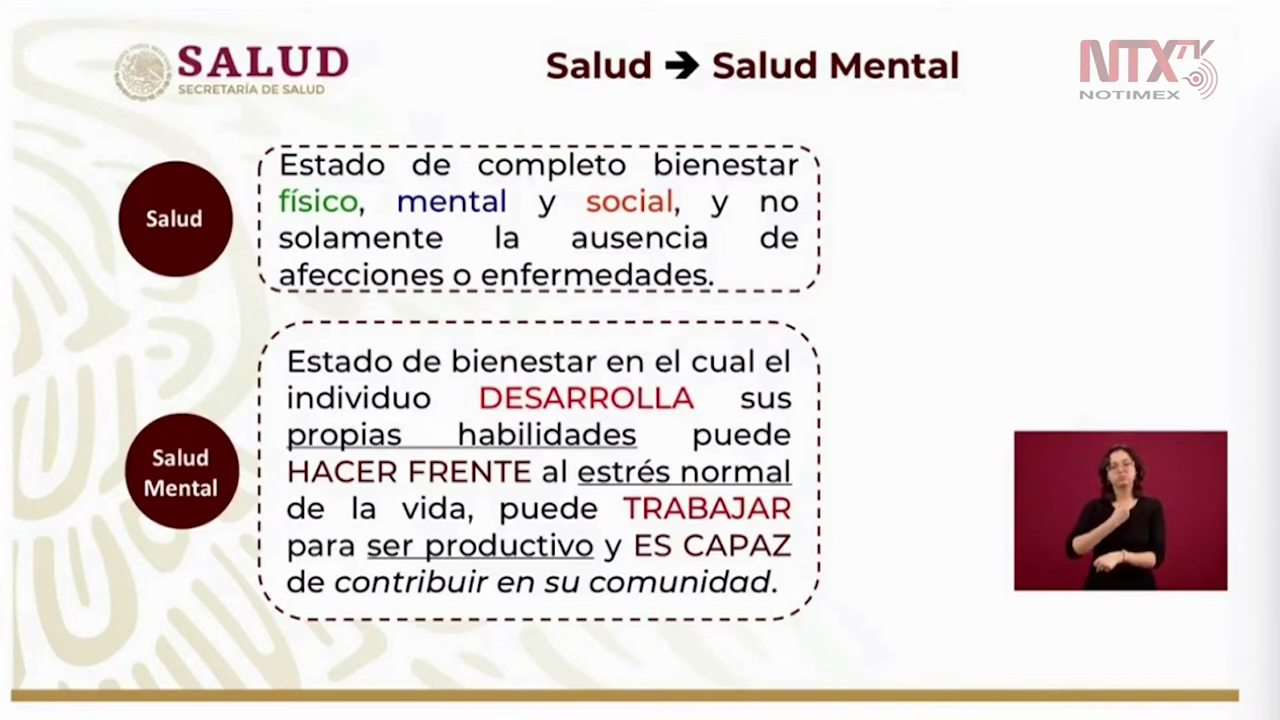 SALUD
SECRETARÍA DE SALUD
Salud → Salud Mental
NTX TV
NOTIMEX
Salud
Estado de completo bienestar
físico, mental y social, y no
solamente la ausencia de
afecciones o enfermedades.
Salud
Mental
Estado de bienestar en el cual el
individuo DESARROLLA sus
propias habilidades puede
HACER FRENTE al estrés normal
de la vida, puede TRABAJAR
para ser productivo y ES CAPAZ
de contribuir en su comunidad.